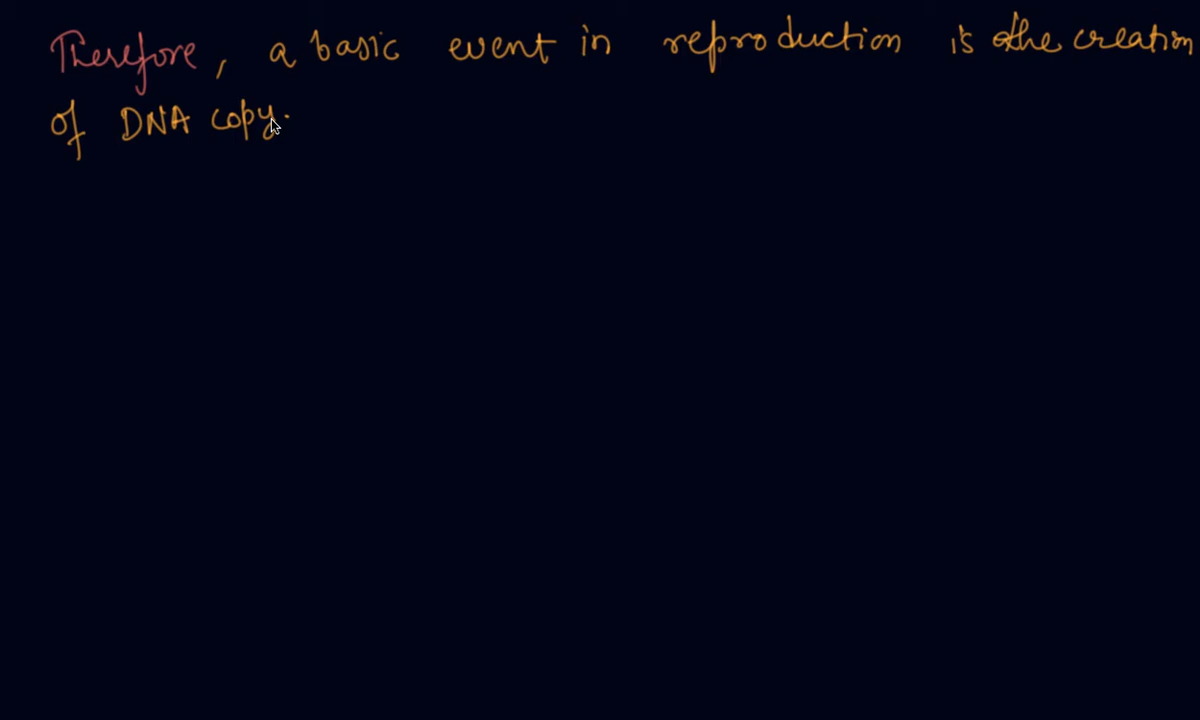 Therefore, a basic event in reproduction is the creation
of DNA copy.